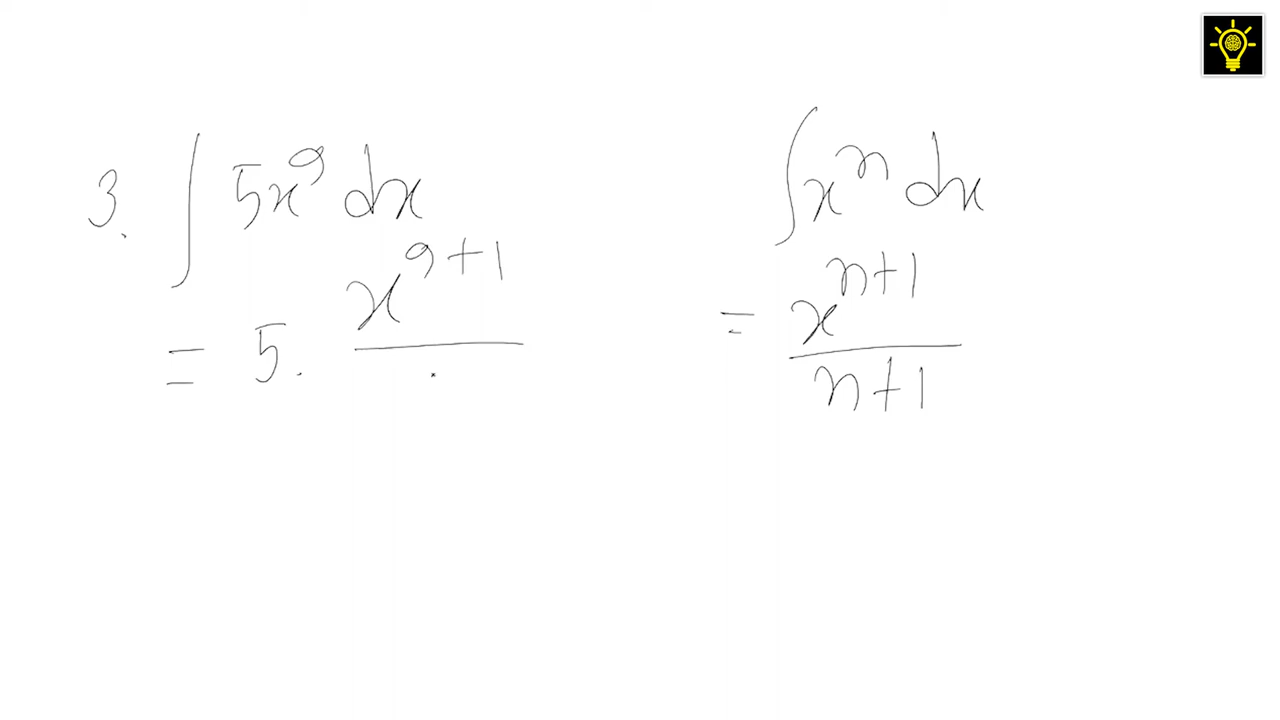 3. ∫ 5x⁹ dx
= 5. x⁹⁺¹/
∫ xⁿ dx
= xⁿ⁺¹/n+1